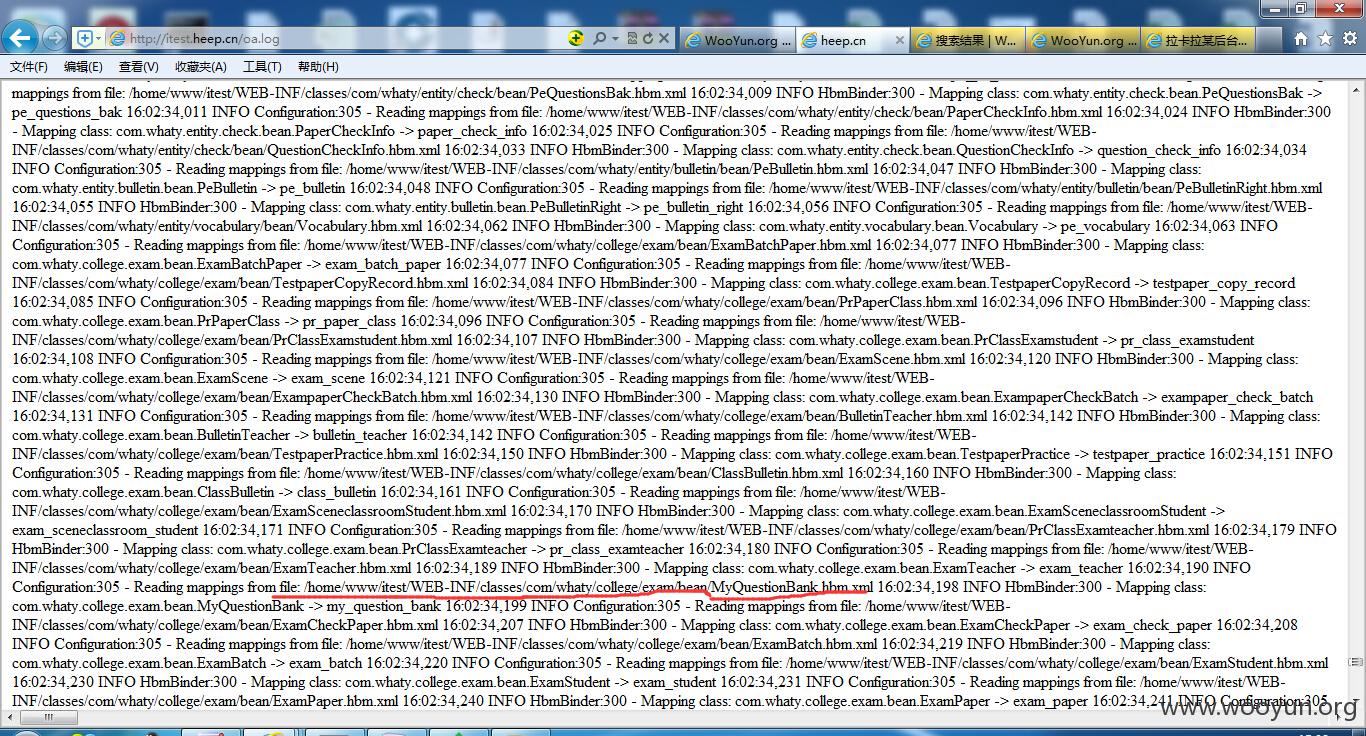 http://itest.heep.cn/oa.log
WooYun.org ...
heep.cn
搜索结果 | W...
WooYun.org ...
拉卡拉某后台...
文件(F) 编辑(E) 查看(V) 收藏夹(A) 工具(T) 帮助(H)
mappings from file: /home/www/itest/WEB-INF/classes/com/whaty/entity/check/bean/PeQuestionsBak.hbm.xml 16:02:34,009 INFO HbmBinder:300 - Mapping class: com.whaty.entity.check.bean.PeQuestionsBak ->
pe_questions_bak 16:02:34,011 INFO Configuration:305 - Reading mappings from file: /home/www/itest/WEB-INF/classes/com/whaty/entity/check/bean/PaperCheckInfo.hbm.xml 16:02:34,024 INFO HbmBinder:300
- Mapping class: com.whaty.entity.check.bean.PaperCheckInfo -> paper_check_info 16:02:34,025 INFO Configuration:305 - Reading mappings from file: /home/www/itest/WEB-
INF/classes/com/whaty/entity/check/bean/QuestionCheckInfo.hbm.xml 16:02:34,033 INFO HbmBinder:300 - Mapping class: com.whaty.entity.check.bean.QuestionCheckInfo -> question_check_info 16:02:34,034
INFO Configuration:305 - Reading mappings from file: /home/www/itest/WEB-INF/classes/com/whaty/entity/bulletin/bean/PeBulletin.hbm.xml 16:02:34,047 INFO HbmBinder:300 - Mapping class:
com.whaty.entity.bulletin.bean.PeBulletin -> pe_bulletin 16:02:34,048 INFO Configuration:305 - Reading mappings from file: /home/www/itest/WEB-INF/classes/com/whaty/entity/bulletin/bean/PeBulletinRight.hbm.xml
16:02:34,055 INFO HbmBinder:300 - Mapping class: com.whaty.entity.bulletin.bean.PeBulletinRight -> pe_bulletin_right 16:02:34,056 INFO Configuration:305 - Reading mappings from file: /home/www/itest/WEB-
INF/classes/com/whaty/entity/vocabulary/bean/Vocabulary.hbm.xml 16:02:34,062 INFO HbmBinder:300 - Mapping class: com.whaty.entity.vocabulary.bean.Vocabulary -> pe_vocabulary 16:02:34,063 INFO
Configuration:305 - Reading mappings from file: /home/www/itest/WEB-INF/classes/com/whaty/college/exam/bean/ExamBatchPaper.hbm.xml 16:02:34,077 INFO HbmBinder:300 - Mapping class:
com.whaty.college.exam.bean.ExamBatchPaper -> exam_batch_paper 16:02:34,077 INFO Configuration:305 - Reading mappings from file: /home/www/itest/WEB-
INF/classes/com/whaty/college/exam/bean/TestpaperCopyRecord.hbm.xml 16:02:34,084 INFO HbmBinder:300 - Mapping class: com.whaty.college.exam.bean.TestpaperCopyRecord -> testpaper_copy_record
16:02:34,085 INFO Configuration:305 - Reading mappings from file: /home/www/itest/WEB-INF/classes/com/whaty/college/exam/bean/PrPaperClass.hbm.xml 16:02:34,096 INFO HbmBinder:300 - Mapping class:
com.whaty.college.exam.bean.PrPaperClass -> pr_paper_class 16:02:34,096 INFO Configuration:305 - Reading mappings from file: /home/www/itest/WEB-
INF/classes/com/whaty/college/exam/bean/PrClassExamstudent.hbm.xml 16:02:34,107 INFO HbmBinder:300 - Mapping class: com.whaty.college.exam.bean.PrClassExamstudent -> pr_class_examstudent
16:02:34,108 INFO Configuration:305 - Reading mappings from file: /home/www/itest/WEB-INF/classes/com/whaty/college/exam/bean/ExamScene.hbm.xml 16:02:34,120 INFO HbmBinder:300 - Mapping class:
com.whaty.college.exam.bean.ExamScene -> exam_scene 16:02:34,121 INFO Configuration:305 - Reading mappings from file: /home/www/itest/WEB-
INF/classes/com/whaty/college/exam/bean/ExampaperCheckBatch.hbm.xml 16:02:34,130 INFO HbmBinder:300 - Mapping class: com.whaty.college.exam.bean.ExampaperCheckBatch -> exampaper_check_batch
16:02:34,131 INFO Configuration:305 - Reading mappings from file: /home/www/itest/WEB-INF/classes/com/whaty/college/exam/bean/BulletinTeacher.hbm.xml 16:02:34,142 INFO HbmBinder:300 - Mapping class:
com.whaty.college.exam.bean.BulletinTeacher -> bulletin_teacher 16:02:34,142 INFO Configuration:305 - Reading mappings from file: /home/www/itest/WEB-
INF/classes/com/whaty/college/exam/bean/TestpaperPractice.hbm.xml 16:02:34,150 INFO HbmBinder:300 - Mapping class: com.whaty.college.exam.bean.TestpaperPractice -> testpaper_practice 16:02:34,151 INFO
Configuration:305 - Reading mappings from file: /home/www/itest/WEB-INF/classes/com/whaty/college/exam/bean/ClassBulletin.hbm.xml 16:02:34,160 INFO HbmBinder:300 - Mapping class:
com.whaty.college.exam.bean.ClassBulletin -> class_bulletin 16:02:34,161 INFO Configuration:305 - Reading mappings from file: /home/www/itest/WEB-
INF/classes/com/whaty/college/exam/bean/ExamSceneclassroomStudent.hbm.xml 16:02:34,170 INFO HbmBinder:300 - Mapping class: com.whaty.college.exam.bean.ExamSceneclassroomStudent ->
exam_sceneclassroom_student 16:02:34,171 INFO Configuration:305 - Reading mappings from file: /home/www/itest/WEB-INF/classes/com/whaty/college/exam/bean/PrClassExamteacher.hbm.xml 16:02:34,179 INFO
HbmBinder:300 - Mapping class: com.whaty.college.exam.bean.PrClassExamteacher -> pr_class_examteacher 16:02:34,180 INFO Configuration:305 - Reading mappings from file: /home/www/itest/WEB-
INF/classes/com/whaty/college/exam/bean/ExamTeacher.hbm.xml 16:02:34,189 INFO HbmBinder:300 - Mapping class: com.whaty.college.exam.bean.ExamTeacher -> exam_teacher 16:02:34,190 INFO
Configuration:305 - Reading mappings from file: /home/www/itest/WEB-INF/classes/com/whaty/college/exam/bean/MyQuestionBank.hbm.xml 16:02:34,198 INFO HbmBinder:300 - Mapping class:
com.whaty.college.exam.bean.MyQuestionBank -> my_question_bank 16:02:34,199 INFO Configuration:305 - Reading mappings from file: /home/www/itest/WEB-
INF/classes/com/whaty/college/exam/bean/ExamCheckPaper.hbm.xml 16:02:34,207 INFO HbmBinder:300 - Mapping class: com.whaty.college.exam.bean.ExamCheckPaper -> exam_check_paper 16:02:34,208
INFO Configuration:305 - Reading mappings from file: /home/www/itest/WEB-INF/classes/com/whaty/college/exam/bean/ExamBatch.hbm.xml 16:02:34,219 INFO HbmBinder:300 - Mapping class:
com.whaty.college.exam.bean.ExamBatch -> exam_batch 16:02:34,220 INFO Configuration:305 - Reading mappings from file: /home/www/itest/WEB-INF/classes/com/whaty/college/exam/bean/ExamStudent.hbm.xml
16:02:34,230 INFO HbmBinder:300 - Mapping class: com.whaty.college.exam.bean.ExamStudent -> exam_student 16:02:34,231 INFO Configuration:305 - Reading mappings from file: /home/www/itest/WEB-
INF/classes/com/whaty/college/exam/bean/ExamPaper.hbm.xml 16:02:34,240 INFO HbmBinder:300 - Mapping class: com.whaty.college.exam.bean.ExamPaper -> exam_paper 16:02:34,241 INFO Configuration:305
www.wooyun.org